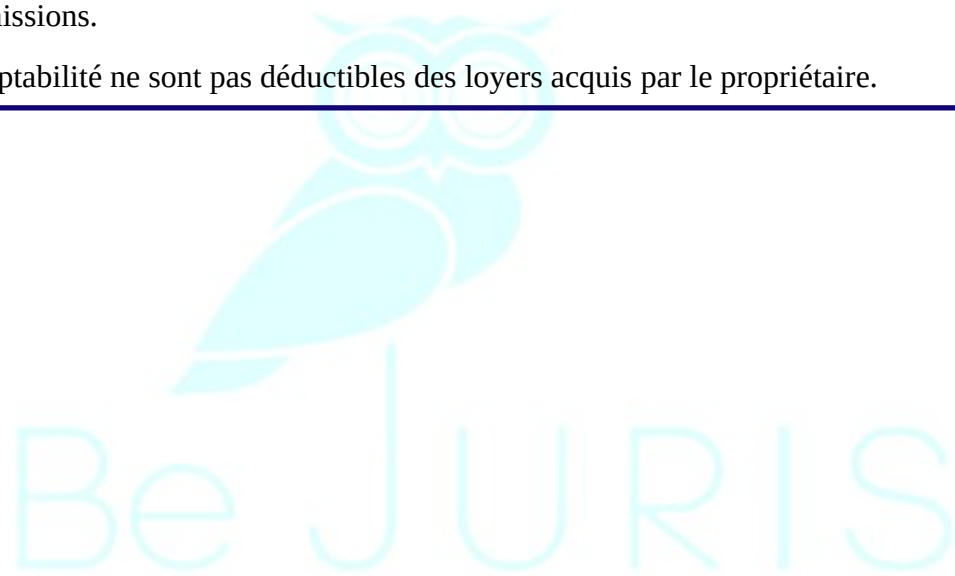 issions.
ptabilité ne sont pas déductibles des loyers acquis par le propriétaire.
Be JURIS